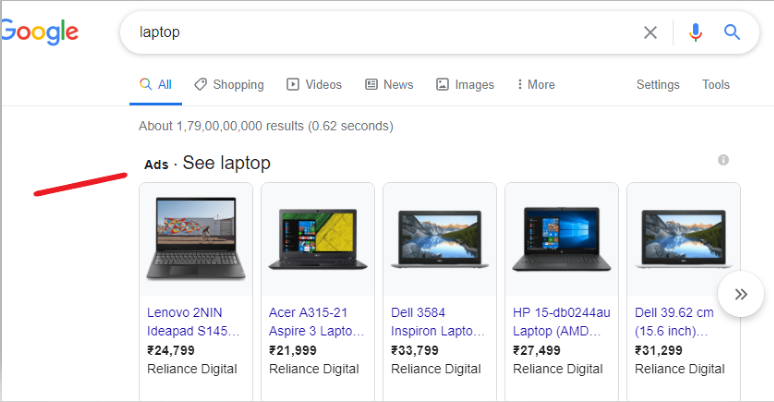 Google
laptop
All Shopping Videos News Images More Settings Tools
About 1,79,00,00,000 results (0.62 seconds)
Ads · See laptop
Lenovo 2NIN
Ideapad S145...
₹24,799
Reliance Digital
Acer A315-21
Aspire 3 Lapto...
₹21,999
Reliance Digital
Dell 3584
Inspiron Lapto...
₹33,799
Reliance Digital
HP 15-db0244au
Laptop (AMD...
₹27,499
Reliance Digital
Dell 39.62 cm
(15.6 inch)...
₹31,299
Reliance Digital